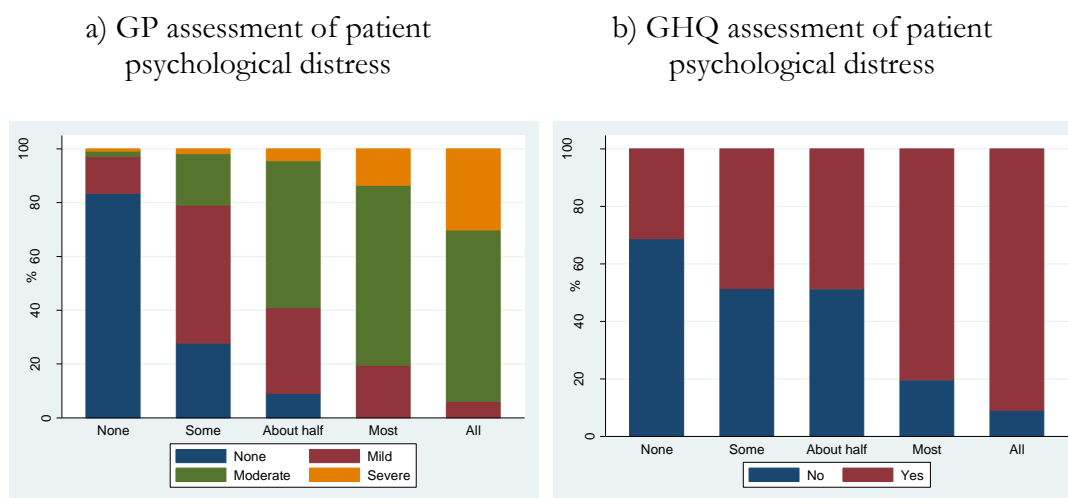 a) GP assessment of patient
psychological distress
b) GHQ assessment of patient
psychological distress
100
80
60
%
40
20
0
None Some About half Most All
None Mild
Moderate Severe
100
80
60
%
40
20
0
None Some About half Most All
No Yes